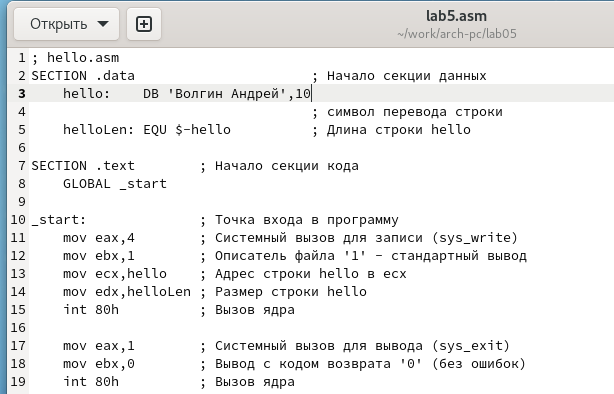 Открыть
lab5.asm
~/work/arch-pc/lab05
1 ; hello.asm
2 SECTION .data                      ; Начало секции данных
3     hello:    DB 'Волгин Андрей',10
4                                    ; символ перевода строки
5     helloLen: EQU $-hello          ; Длина строки hello
6
7 SECTION .text        ; Начало секции кода
8     GLOBAL _start
9
10 _start:              ; Точка входа в программу
11     mov eax,4        ; Системный вызов для записи (sys_write)
12     mov ebx,1        ; Описатель файла '1' - стандартный вывод
13     mov ecx,hello    ; Адрес строки hello в ecx
14     mov edx,helloLen ; Размер строки hello
15     int 80h          ; Вызов ядра
16
17     mov eax,1        ; Системный вызов для вывода (sys_exit)
18     mov ebx,0        ; Вывод с кодом возврата '0' (без ошибок)
19     int 80h          ; Вызов ядра